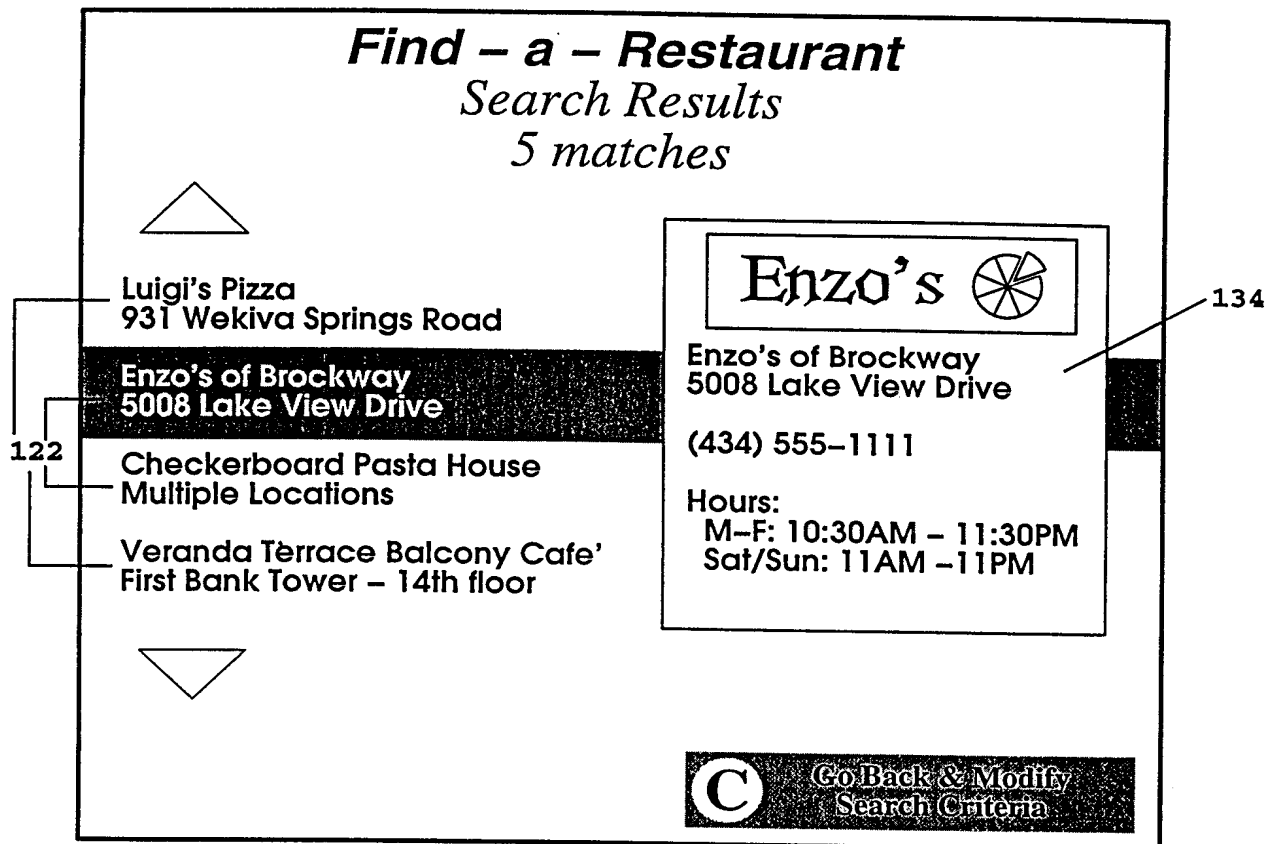 Find – a – Restaurant
Search Results
5 matches
Luigi's Pizza
931 Wekiva Springs Road
Enzo's of Brockway
5008 Lake View Drive
Checkerboard Pasta House
Multiple Locations
Veranda Terrace Balcony Cafe'
First Bank Tower – 14th floor
122
Enzo's
Enzo's of Brockway
5008 Lake View Drive
(434) 555–1111
Hours:
M–F: 10:30AM – 11:30PM
Sat/Sun: 11AM –11PM
134
C
Go Back & Modify
Search Criteria